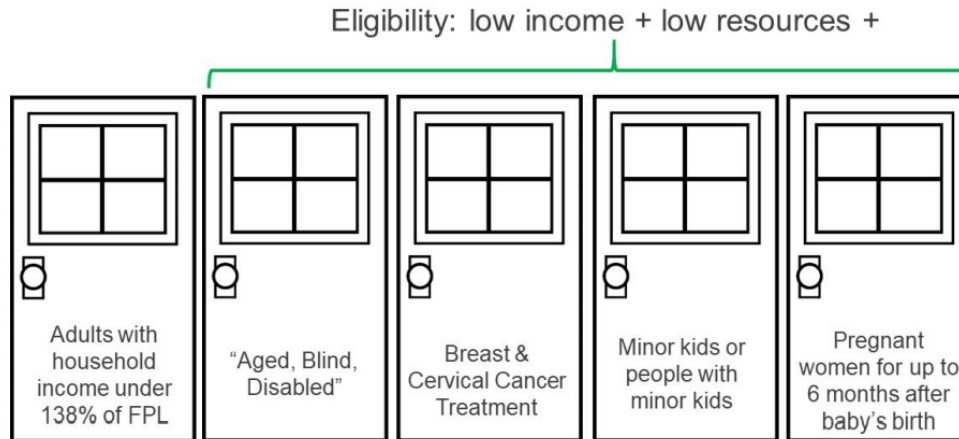 Eligibility: low income + low resources +
Adults with
household
income under
138% of FPL
“Aged, Blind,
Disabled”
Breast &
Cervical Cancer
Treatment
Minor kids or
people with
minor kids
Pregnant
women for up to
6 months after
baby’s birth